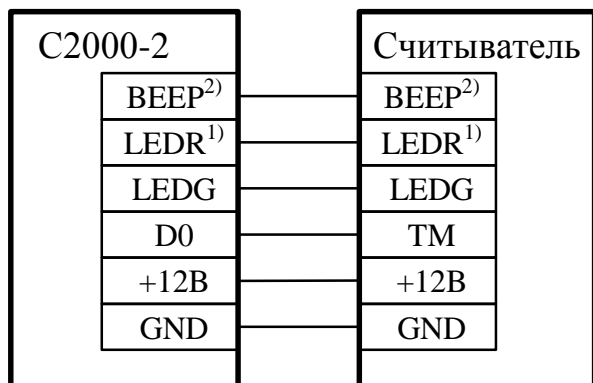 С2000-2 Считыватель
BEEP2) BEEP2)
LEDR1) LEDR1)
LEDG LEDG
D0 TM
+12В +12В
GND GND